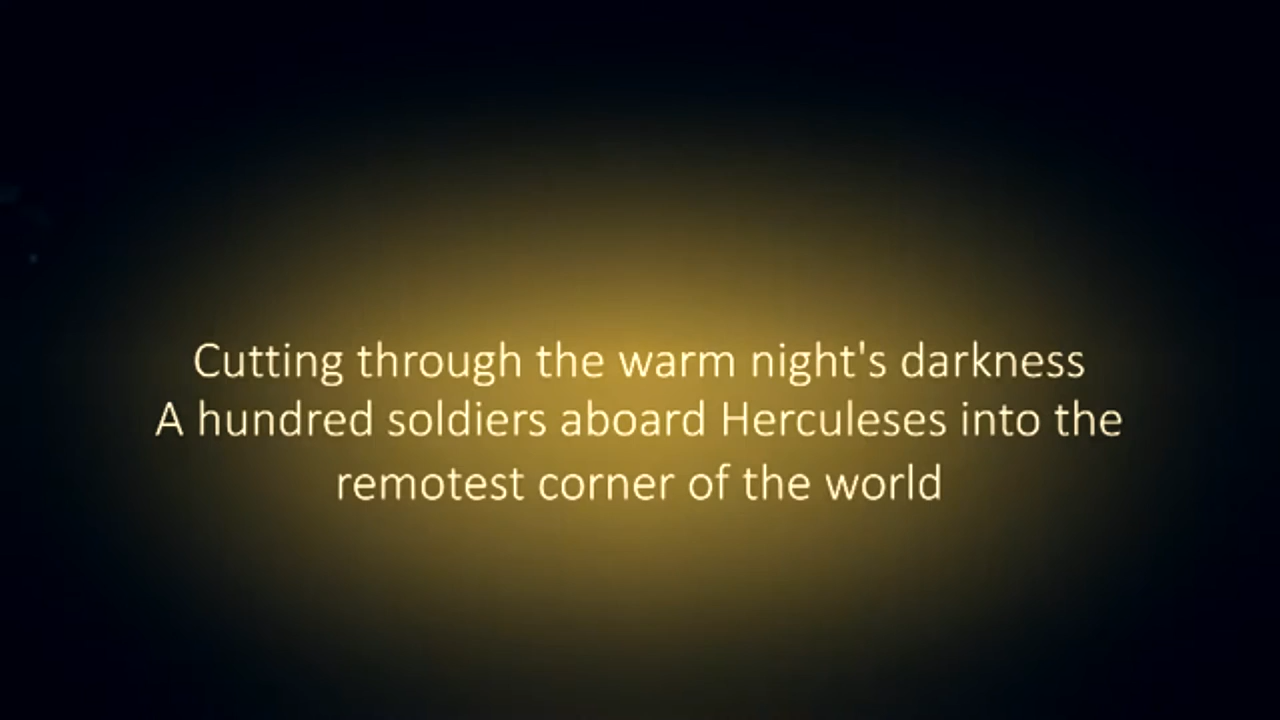 Cutting through the warm night's darkness
A hundred soldiers aboard Herculeses into the
remotest corner of the world